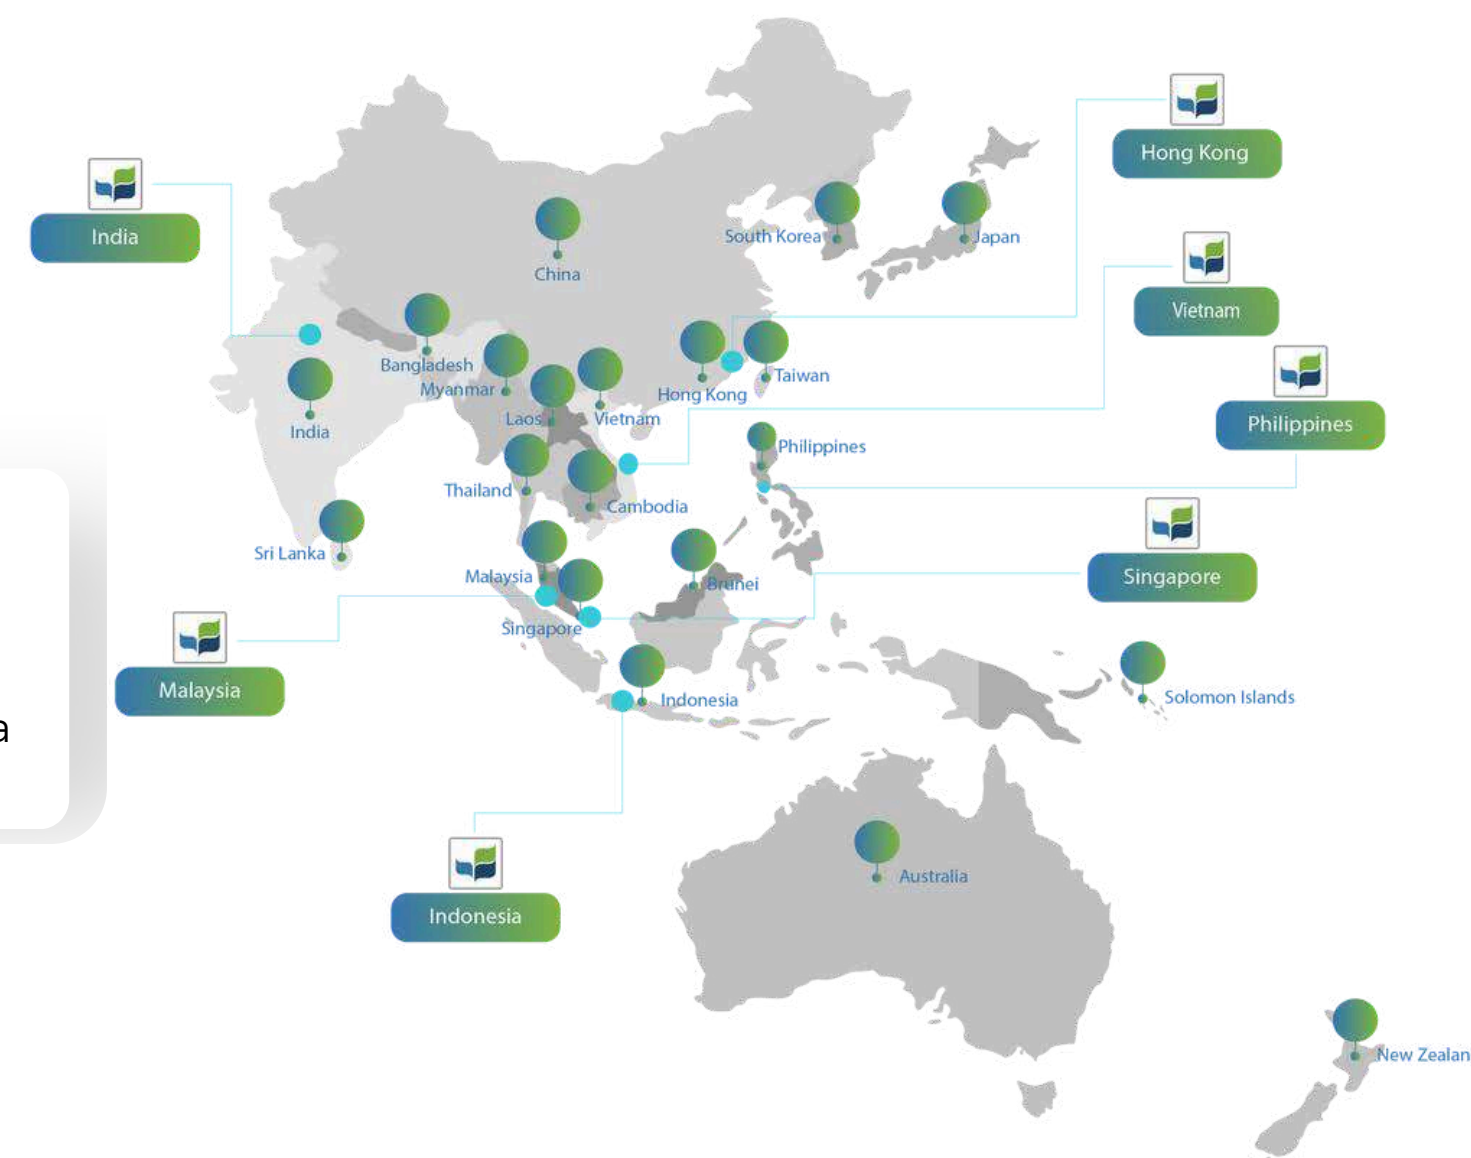 Hong Kong
India
South Korea
Japan
China
Vietnam
Bangladesh
Myanmar
Hong Kong
Taiwan
Laos
Vietnam
India
Philippines
Philippines
Thailand
Cambodia
Sri Lanka
Malaysia
Brunei
Singapore
Singapore
Malaysia
Indonesia
Solomon Islands
a
Australia
Indonesia
New Zealan